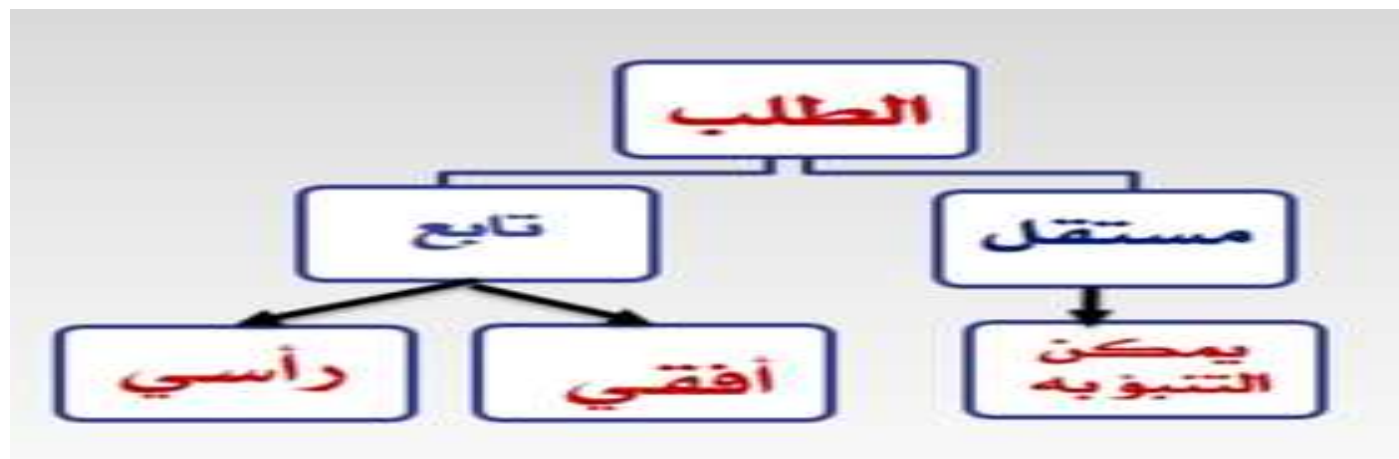 الطلب
مستقل
تابع
يمكن
التنبؤ به
أفقي
رأسي